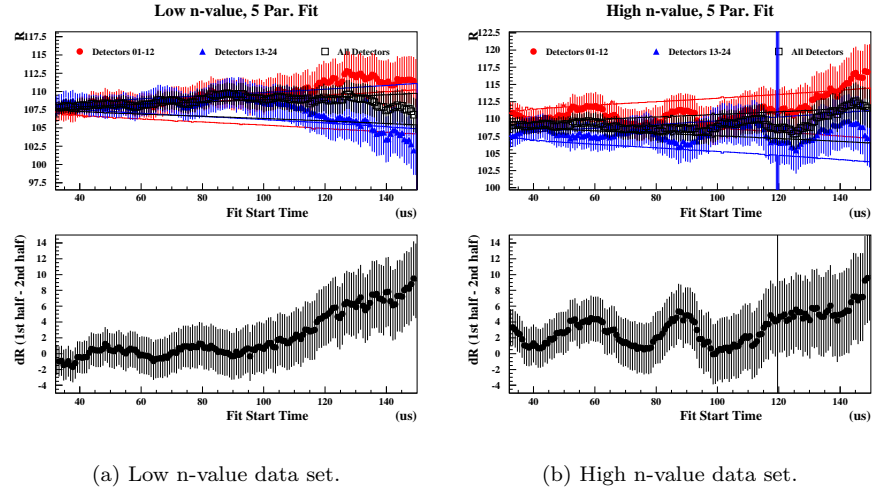 Low n-value, 5 Par. Fit
R
117.5
115
112.5
110
107.5
105
102.5
100
97.5
Detectors 01-12
Detectors 13-24
All Detectors
40 60 80 100 120 140
Fit Start Time (us)
dR (1st half - 2nd half)
14
12
10
8
6
4
2
0
-2
-4
40 60 80 100 120 140
Fit Start Time (us)
(a) Low n-value data set.
High n-value, 5 Par. Fit
R
122.5
120
117.5
115
112.5
110
107.5
105
102.5
100
Detectors 01-12
Detectors 13-24
All Detectors
40 60 80 100 120 140
Fit Start Time (us)
dR (1st half - 2nd half)
14
12
10
8
6
4
2
0
-2
-4
40 60 80 100 120 140
Fit Start Time (us)
(b) High n-value data set.